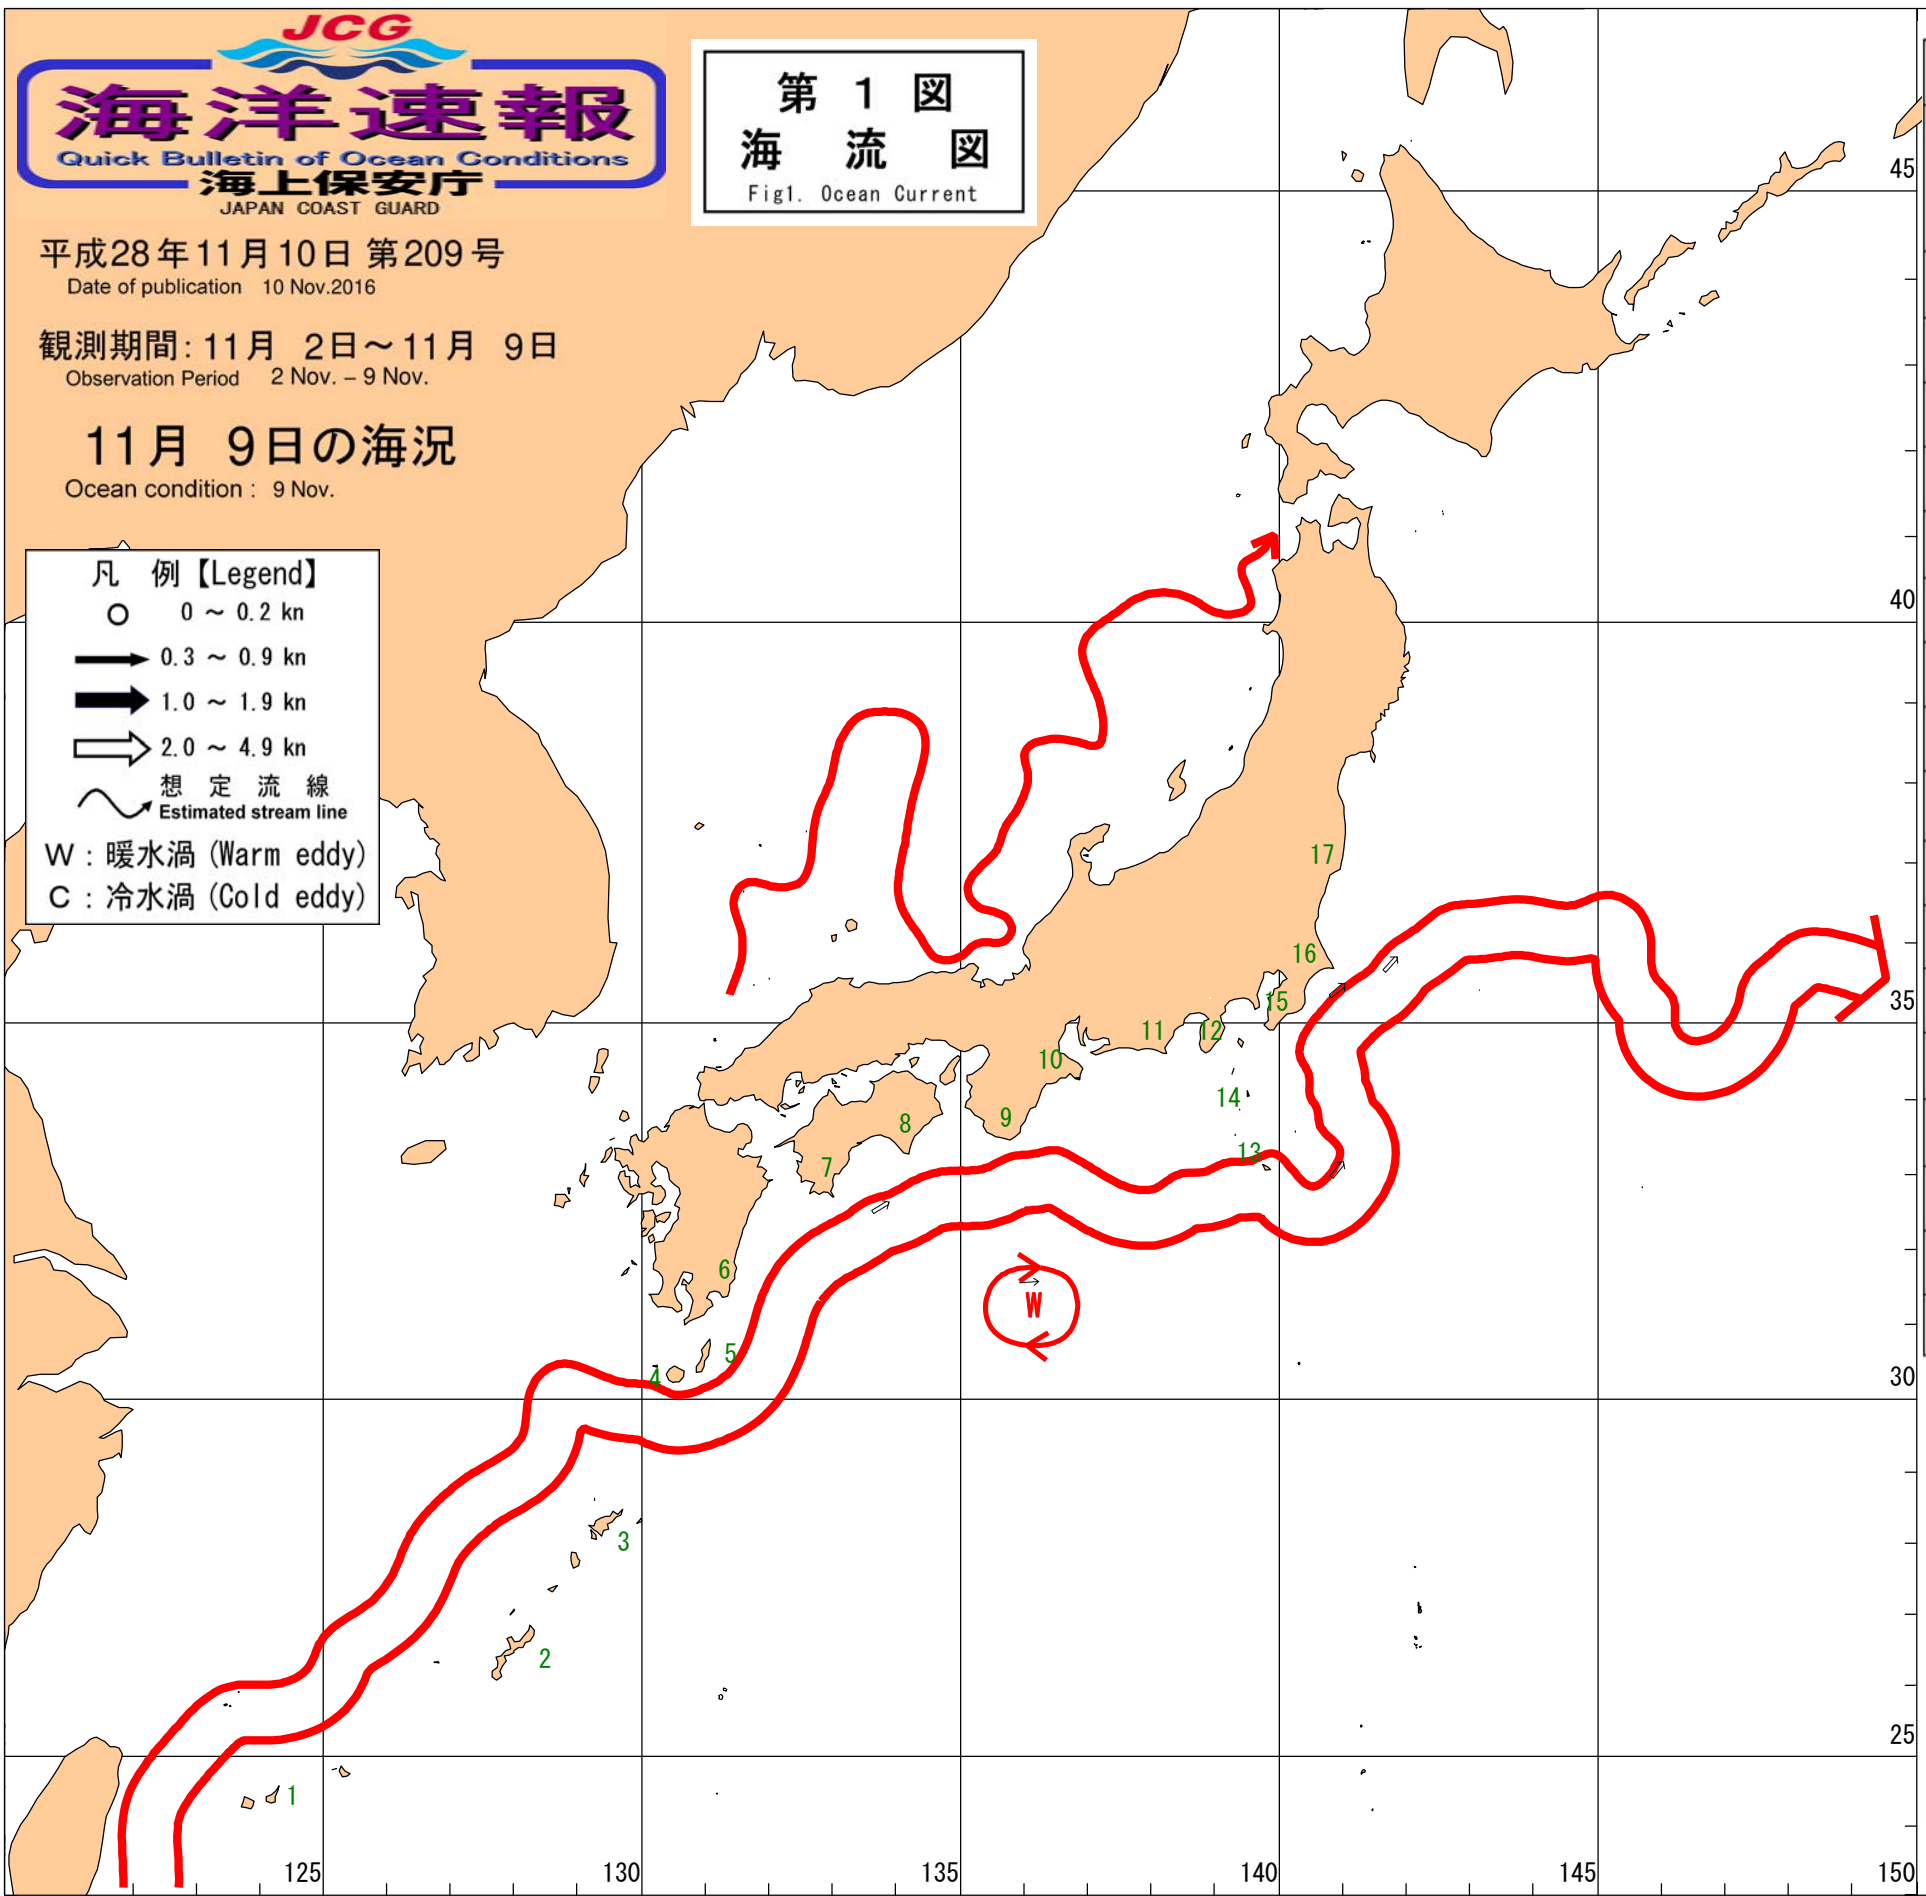 JCG
海洋速報
Quick Bulletin of Ocean Conditions
海上保安庁
JAPAN COAST GUARD
第 1 図
海 流 図
Fig1. Ocean Current
平成28年11月10日 第209号
Date of publication 10 Nov.2016
観測期間: 11月 2日～11月 9日
Observation Period 2 Nov. – 9 Nov.
11月 9日の海況
Ocean condition : 9 Nov.
凡 例【Legend】
0 ～ 0.2 kn
0.3 ～ 0.9 kn
1.0 ～ 1.9 kn
2.0 ～ 4.9 kn
想 定 流 線
Estimated stream line
W : 暖水渦 (Warm eddy)
C : 冷水渦 (Cold eddy)
45
40
17
16
15
35
11
12
10
14
9
8
13
7
6
W
5
4
30
3
2
25
1
125
130
135
140
145
150